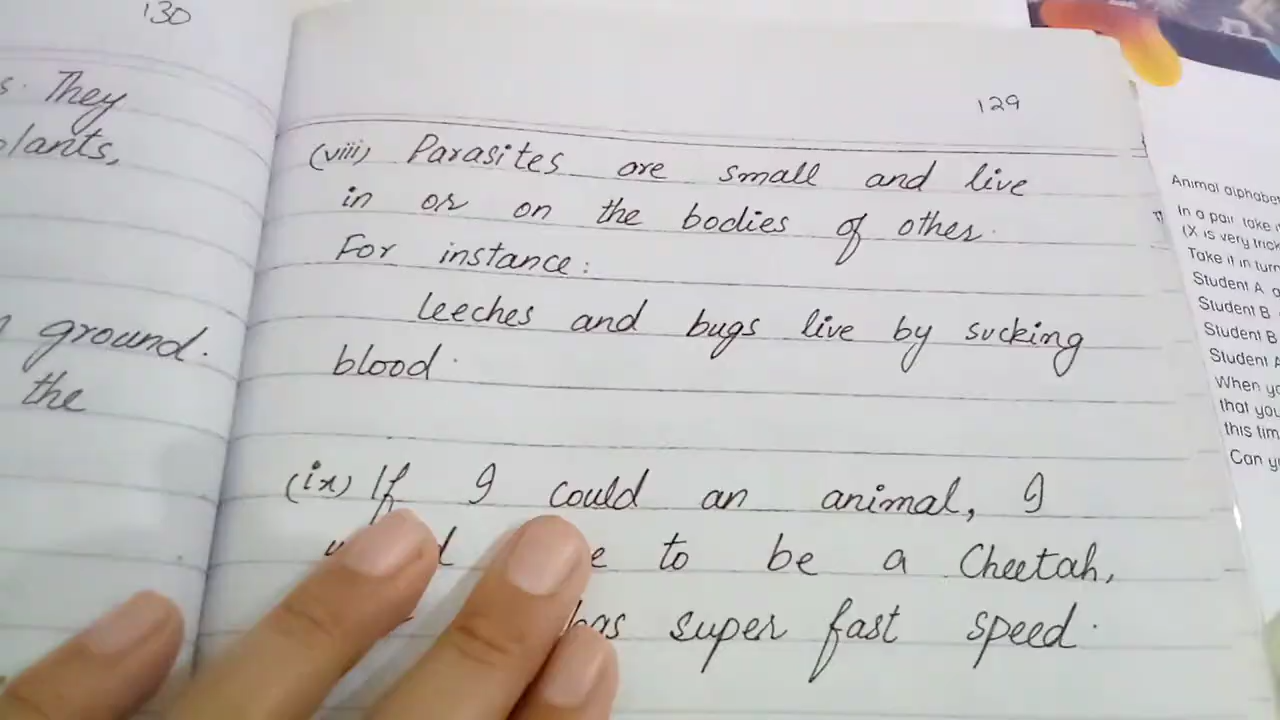 130
They
plants,
ground.
the
129
(viii) Parasites are small and live
in or on the bodies of other.
For instance:
Leeches and bugs live by sucking
blood.
(ix) If I could an animal, I
to be a Cheetah,
has super fast speed.
Animal alphabet
In a pair take
(X is very
Take it in turn
Student A
Student B
Student B
Student A
When
that you
this
Can